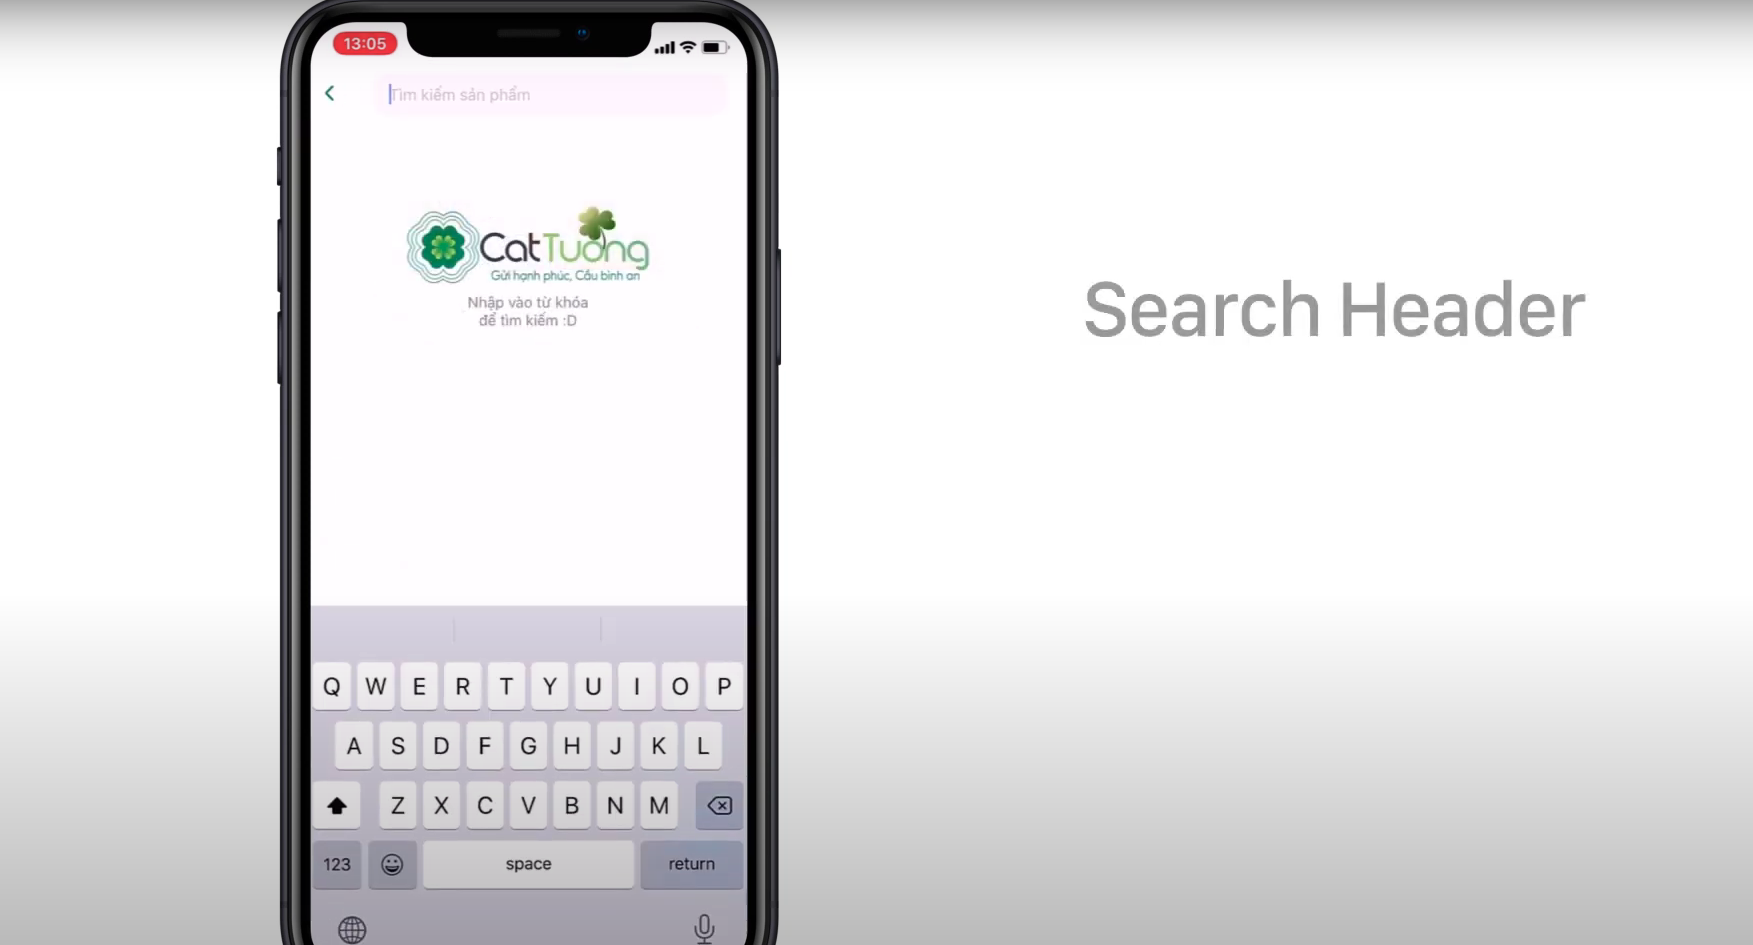 13:05
Tìm kiếm sản phẩm
CatTường
Gửi hạnh phúc, Cầu bình an
Nhập vào từ khóa
để tìm kiếm :D
Search Header
Q W E R T Y U I O P
A S D F G H J K L
Z X C V B N M
123 space return